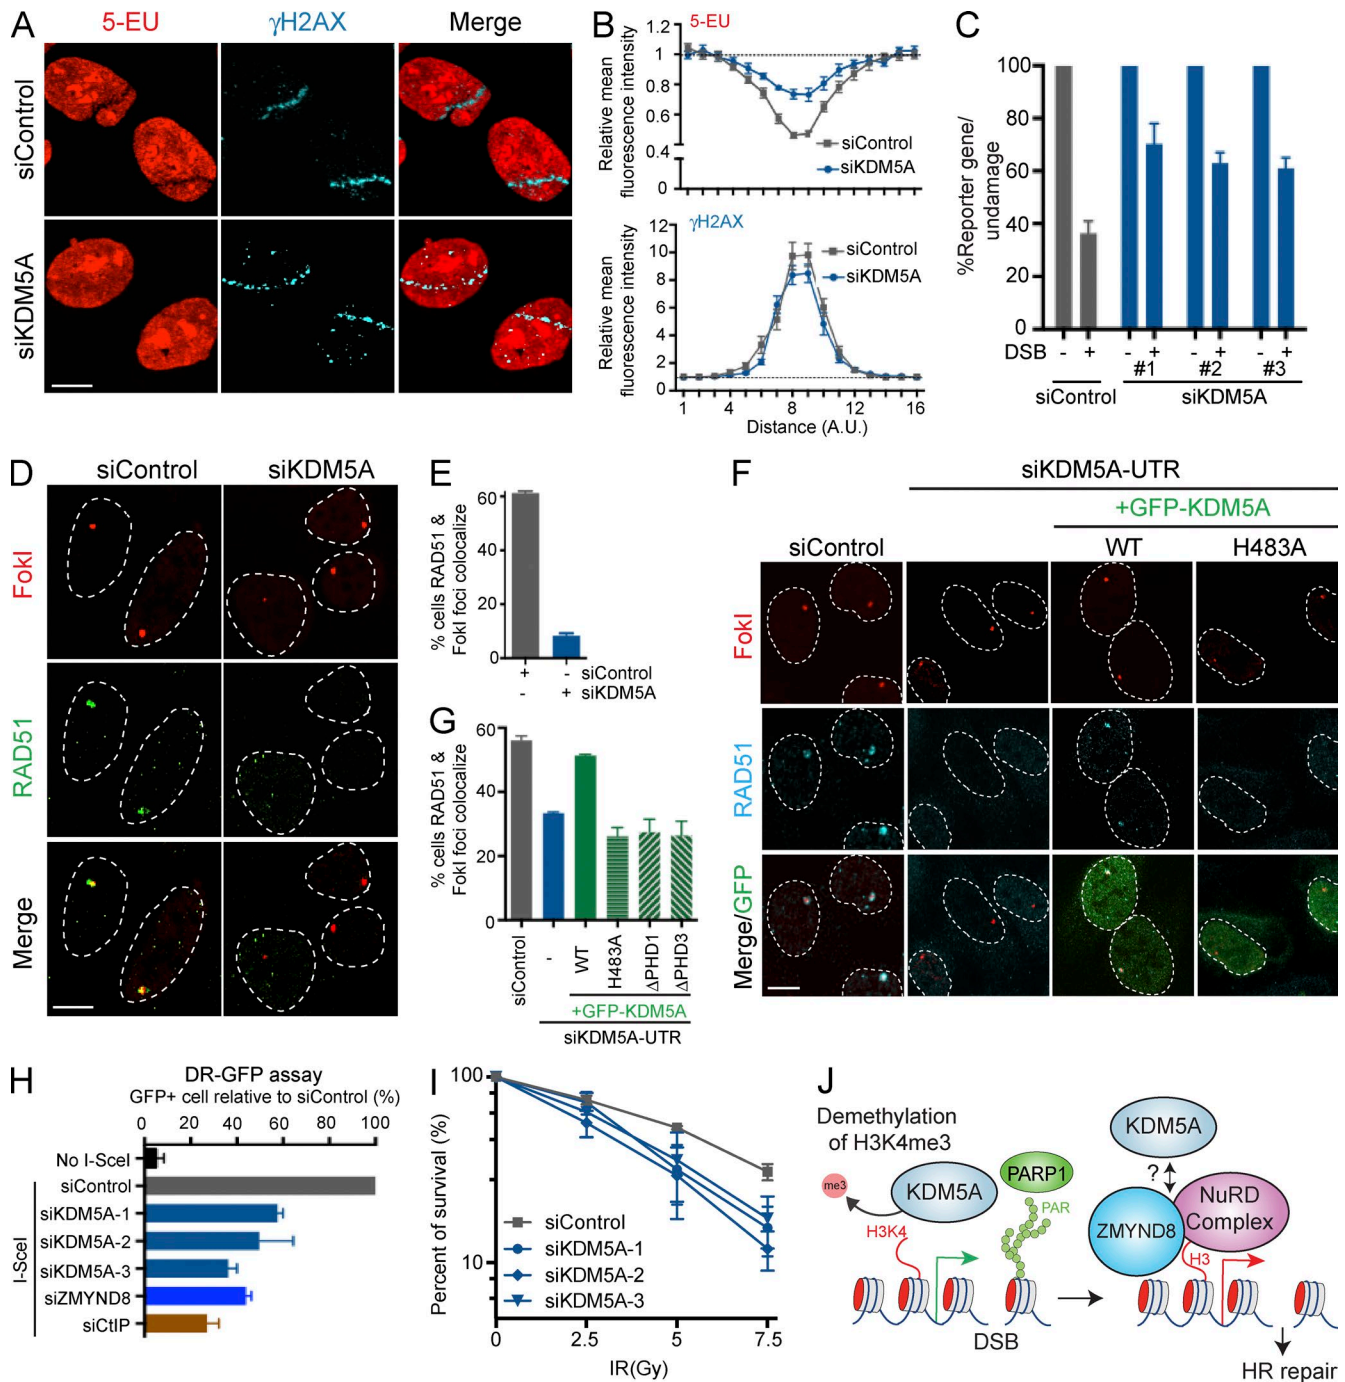 A
5-EU
γH2AX
Merge
siControl
siKDM5A
B
5-EU
Relative mean
fluorescence intensity
1.2
1
0.8
0.6
0.4
0
siControl
siKDM5A
γH2AX
Relative mean
fluorescence intensity
12
10
8
6
4
2
0
siControl
siKDM5A
1
4
8
12
16
Distance (A.U.)
C
%Reporter gene/
undamage
100
80
60
40
20
0
DSB - + - + - + - +
#1 #2 #3
siControl
siKDM5A
D
siControl
siKDM5A
FokI
RAD51
Merge
E
% cells RAD51 &
FokI foci colocalize
60
40
20
0
+ - siControl
- + siKDM5A
G
% cells RAD51 &
FokI foci colocalize
60
40
20
0
siControl
-
WT
H483A
ΔPHD1
ΔPHD3
+GFP-KDM5A
siKDM5A-UTR
F
siKDM5A-UTR
+GFP-KDM5A
siControl
WT
H483A
FokI
RAD51
Merge/GFP
H
DR-GFP assay
GFP+ cell relative to siControl (%)
0 20 40 60 80 100
No I-SceI
siControl
siKDM5A-1
siKDM5A-2
siKDM5A-3
siZMYND8
siCtIP
I-SceI
I
Percent of survival (%)
100
10
siControl
siKDM5A-1
siKDM5A-2
siKDM5A-3
0 2.5 5 7.5
IR(Gy)
J
Demethylation
of H3K4me3
me3
KDM5A
H3K4
PARP1
PAR
DSB
KDM5A
?
ZMYND8
NuRD
Complex
H3
HR repair